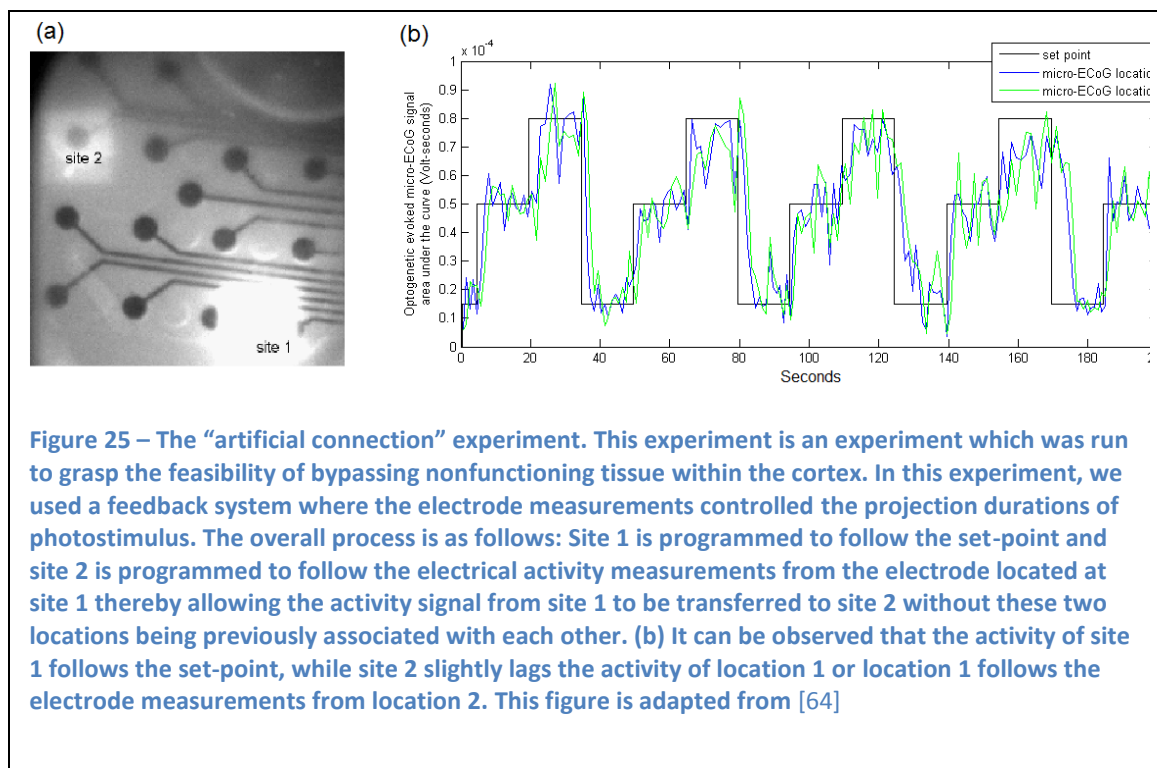 (a)
site 2
site 1
(b)
x 10⁻⁴
1
0.9
0.8
0.7
0.6
0.5
0.4
0.3
0.2
0.1
0
Optogenetic evoked micro-ECoG signal
area under the curve (Volt-seconds)
set point
micro-ECoG location
micro-ECoG location
0 20 40 60 80 100 120 140 160 180 2
Seconds
Figure 25 – The “artificial connection” experiment. This experiment is an experiment which was run
to grasp the feasibility of bypassing nonfunctioning tissue within the cortex. In this experiment, we
used a feedback system where the electrode measurements controlled the projection durations of
photostimulus. The overall process is as follows: Site 1 is programmed to follow the set-point and
site 2 is programmed to follow the electrical activity measurements from the electrode located at
site 1 thereby allowing the activity signal from site 1 to be transferred to site 2 without these two
locations being previously associated with each other. (b) It can be observed that the activity of site
1 follows the set-point, while site 2 slightly lags the activity of location 1 or location 1 follows the
electrode measurements from location 2. This figure is adapted from [64]